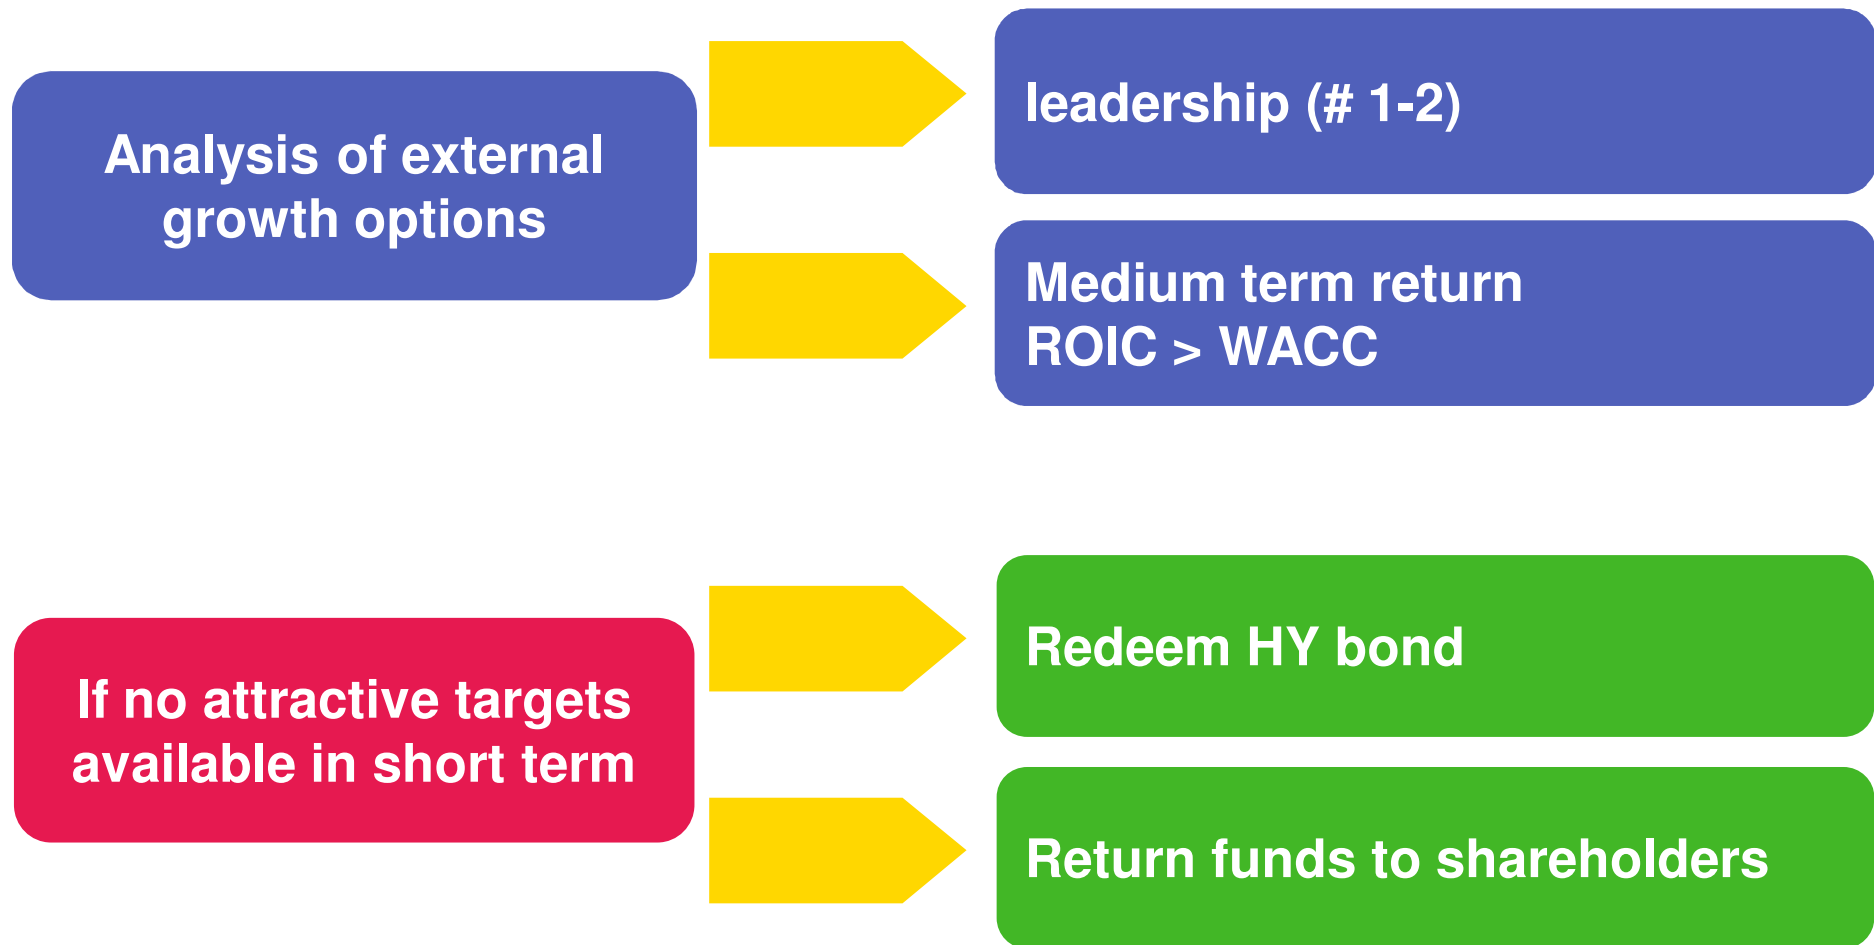 Analysis of external
growth options
leadership (# 1-2)
Medium term return
ROIC > WACC
If no attractive targets
available in short term
Redeem HY bond
Return funds to shareholders